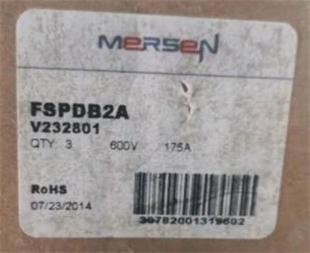 MERSEN
FSPDB2A
V232801
QTY 3 600V 175A
RoHS
07/23/2014
30782001319602